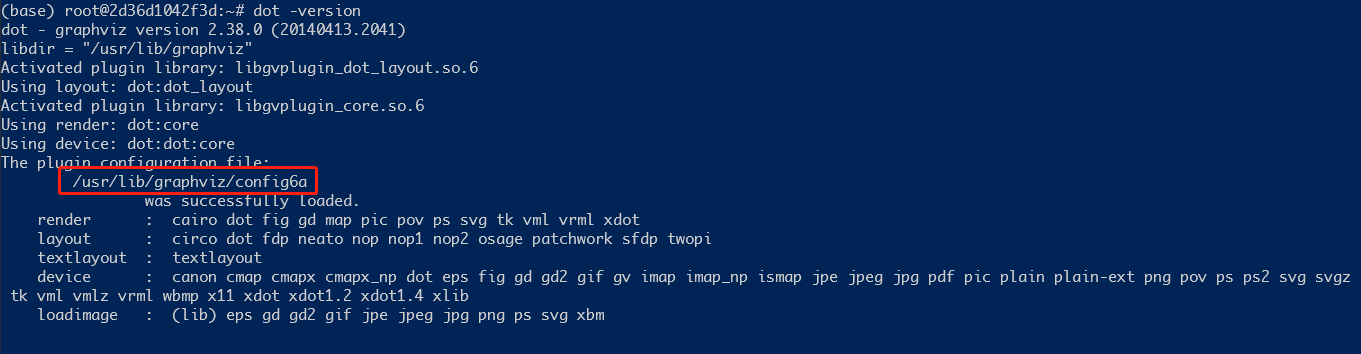 (base) root@2d36d1042f3d:~# dot -version
dot - graphviz version 2.38.0 (20140413.2041)
libdir = "/usr/lib/graphviz"
Activated plugin library: libgvplugin_dot_layout.so.6
Using layout: dot:dot_layout
Activated plugin library: libgvplugin_core.so.6
Using render: dot:core
Using device: dot:dot:core
The plugin configuration file:
/usr/lib/graphviz/config6a
was successfully loaded.
render : cairo dot fig gd map pic pov ps svg tk vml vrml xdot
layout : circo dot fdp neato nop nop1 nop2 osage patchwork sfdp twopi
textlayout : textlayout
device : canon cmap cmapx cmapx_np dot eps fig gd gd2 gif gv imap imap_np ismap jpe jpeg jpg pdf pic plain plain-ext png pov ps ps2 svg svgz
tk vml vmlz vrml wbmp x11 xdot xdot1.2 xdot1.4 xlib
loadimage : (lib) eps gd gd2 gif jpe jpeg jpg png ps svg xbm